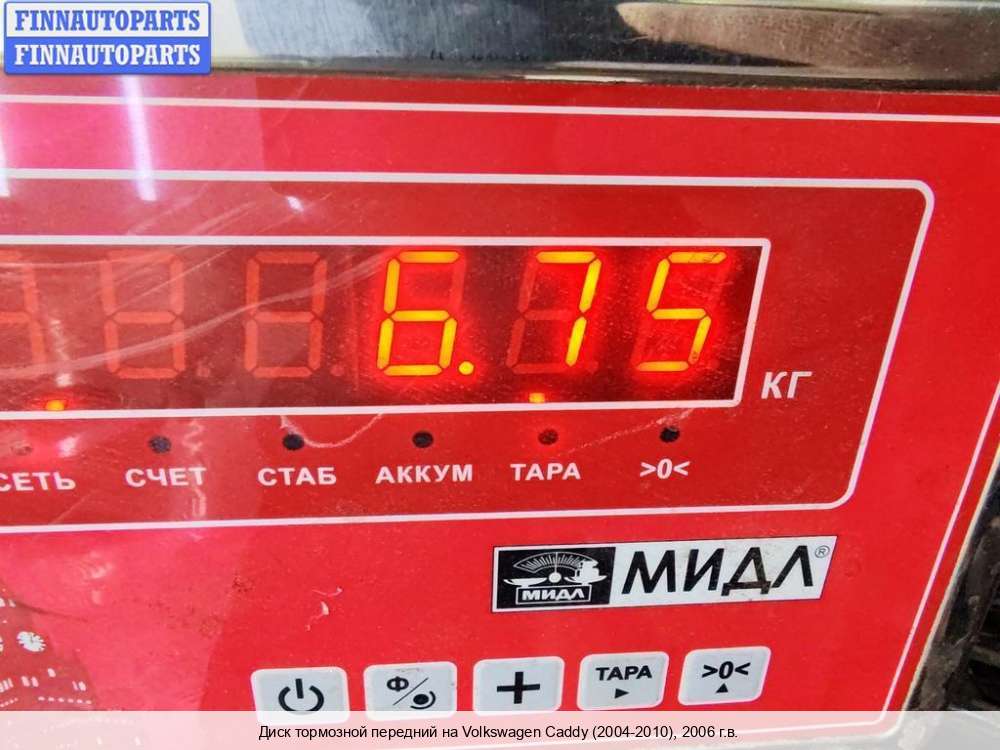 FINNAUTOPARTS
FINNAUTOPARTS
6.75
КГ
СЕТЬ СЧЕТ СТАБ АККУМ ТАРА >0<
МИДЛ МИДЛ®
Ф ТАРА >0<
Диск тормозной передний на Volkswagen Caddy (2004-2010), 2006 г.в.